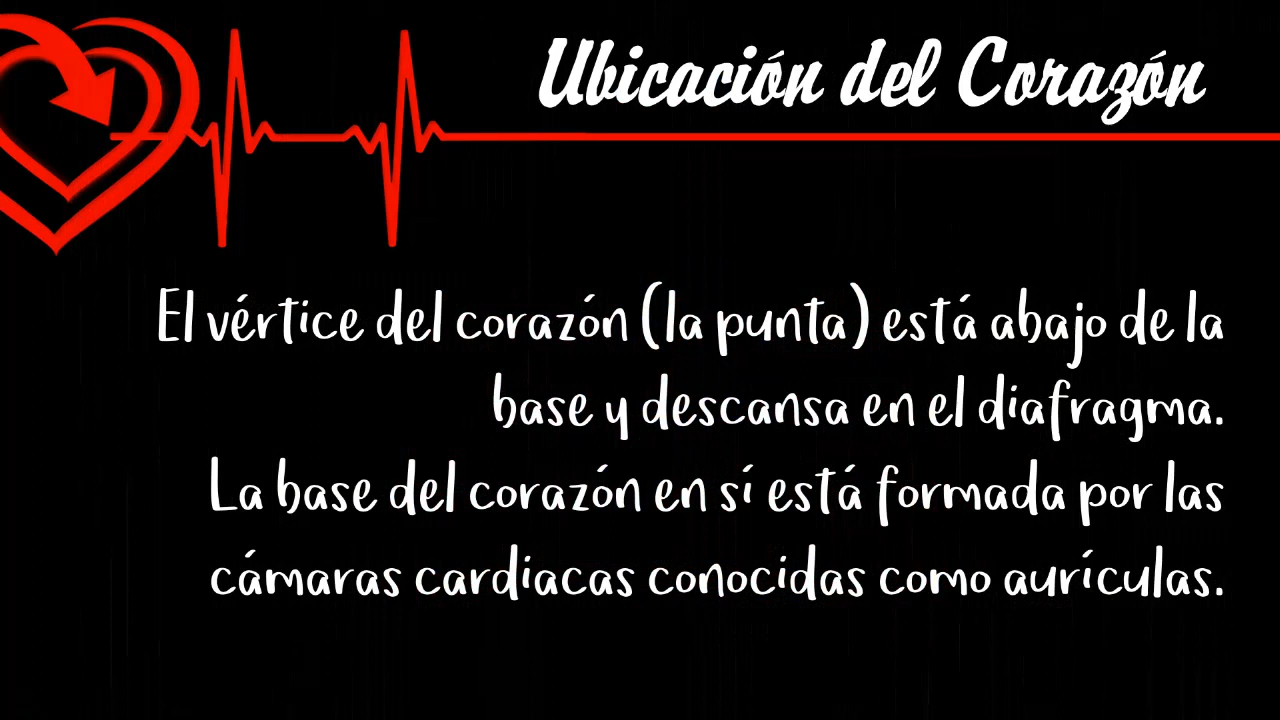 Ubicación del Corazón
El vértice del corazón (la punta) está abajo de la
base y descansa en el diafragma.
La base del corazón en sí está formada por las
cámaras cardiacas conocidas como aurículas.